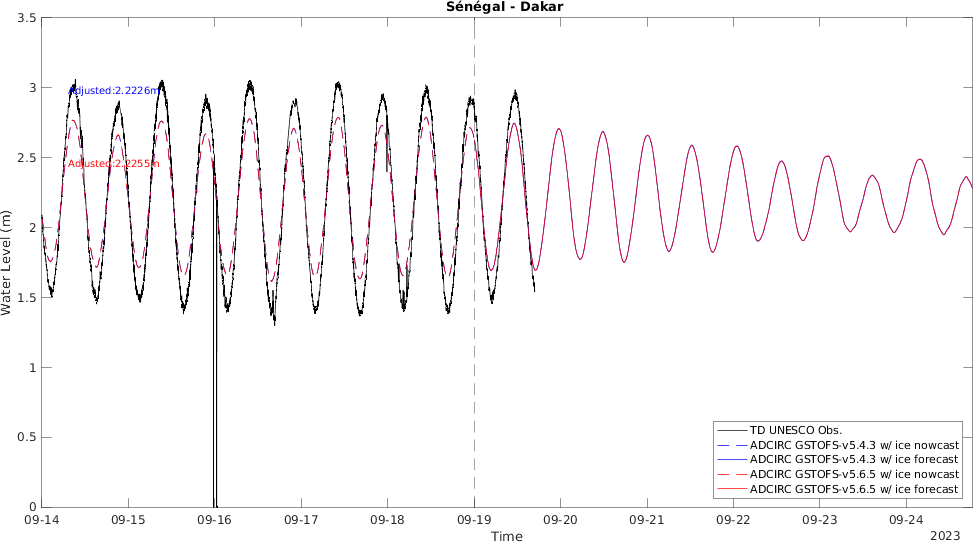 Sénégal - Dakar
3.5
3
2.5
2
1.5
1
0.5
0
Water Level (m)
Adjusted:2.2226m
Adjusted:2.2255m
TD UNESCO Obs.
ADCIRC GSTOFS-v5.4.3 w/ ice nowcast
ADCIRC GSTOFS-v5.4.3 w/ ice forecast
ADCIRC GSTOFS-v5.6.5 w/ ice nowcast
ADCIRC GSTOFS-v5.6.5 w/ ice forecast
09-14 09-15 09-16 09-17 09-18 09-19 09-20 09-21 09-22 09-23 09-24
Time
2023